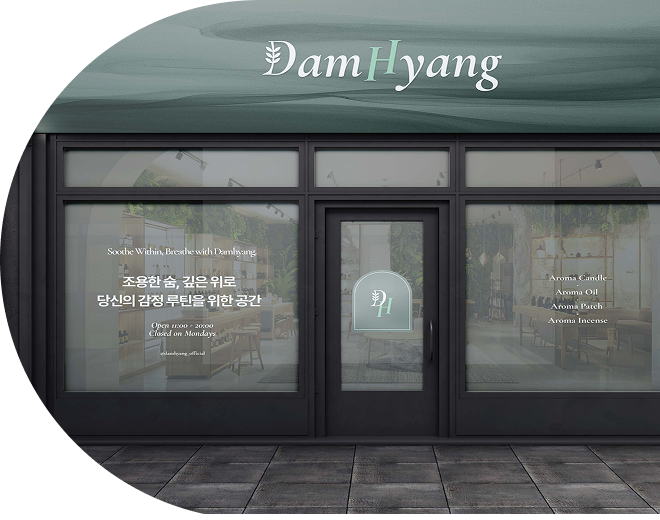 DamHyang
Soothe Within, Breathe with Damhyang.
조용한 숨, 깊은 위로
당신의 감정 루틴을 위한 공간
Open 11:00 - 20:00
Closed on Mondays
@damhyang_official
DH
Aroma Candle
Aroma Oil
Aroma Patch
Aroma Incense